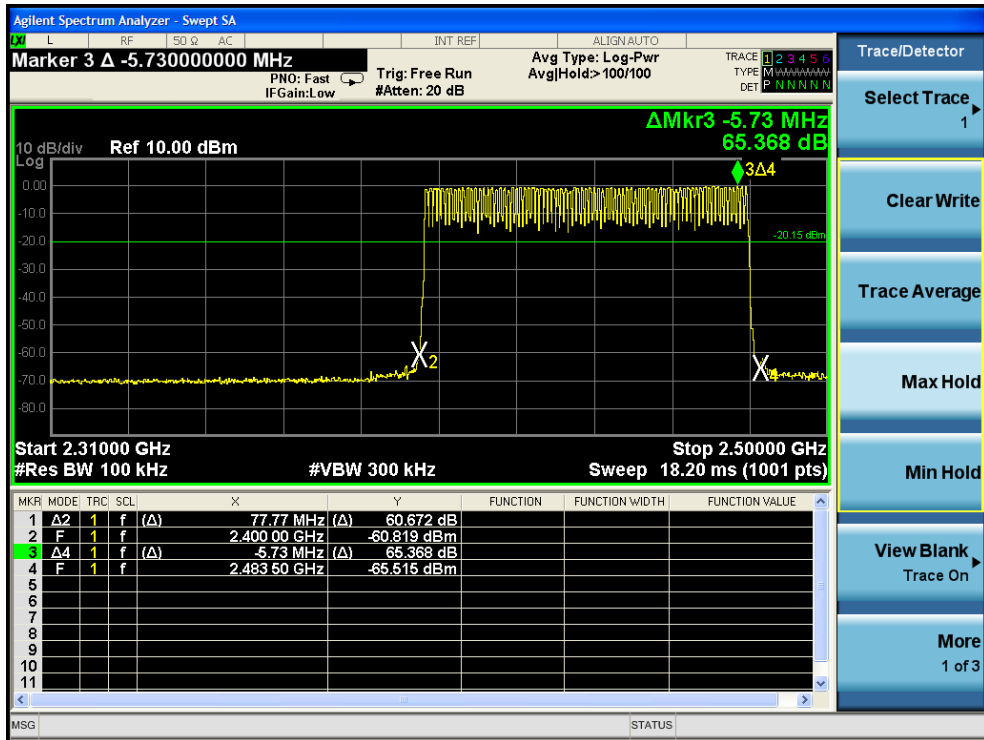 Agilent Spectrum Analyzer - Swept SA
LXI L RF 50 Ω AC INT REF ALIGN AUTO
Marker 3 Δ -5.730000000 MHz
PNO: Fast
IFGain:Low
Trig: Free Run
#Atten: 20 dB
Avg Type: Log-Pwr
Avg|Hold:>100/100
TRACE 1 2 3 4 5 6
TYPE M WWWWW
DET P N N N N N
ΔMkr3 -5.73 MHz
65.368 dB
10 dB/div Ref 10.00 dBm
Log
3Δ4
0.00
-10.0
-20.0
-20.15 dBm
-30.0
-40.0
-50.0
-60.0
2
-70.0
4
-80.0
Start 2.31000 GHz Stop 2.50000 GHz
#Res BW 100 kHz #VBW 300 kHz Sweep 18.20 ms (1001 pts)
MKR MODE TRC SCL X Y FUNCTION FUNCTION WIDTH FUNCTION VALUE
1 Δ2 1 f (Δ) 77.77 MHz (Δ) 60.672 dB
2 F 1 f 2.400 00 GHz -60.819 dBm
3 Δ4 1 f (Δ) -5.73 MHz (Δ) 65.368 dB
4 F 1 f 2.483 50 GHz -65.515 dBm
5
6
7
8
9
10
11
MSG STATUS
Trace/Detector
Select Trace
1
Clear Write
Trace Average
Max Hold
Min Hold
View Blank
Trace On
More
1 of 3